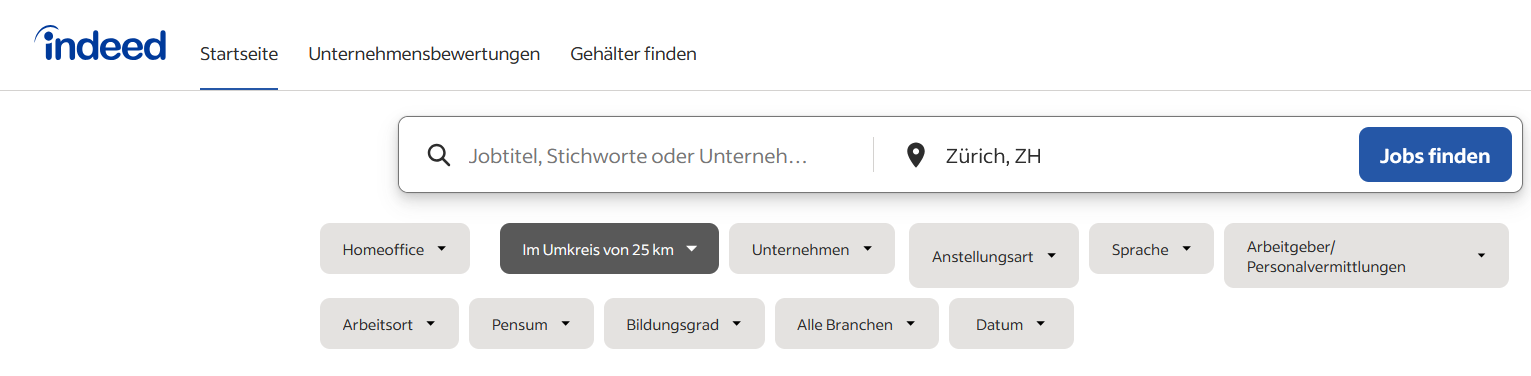 indeed
Startseite Unternehmensbewertungen Gehälter finden
Jobtitel, Stichworte oder Unterneh... Zürich, ZH Jobs finden
Homeoffice Im Umkreis von 25 km Unternehmen Anstellungsart Sprache Arbeitgeber/
Personalvermittlungen
Arbeitsort Pensum Bildungsgrad Alle Branchen Datum